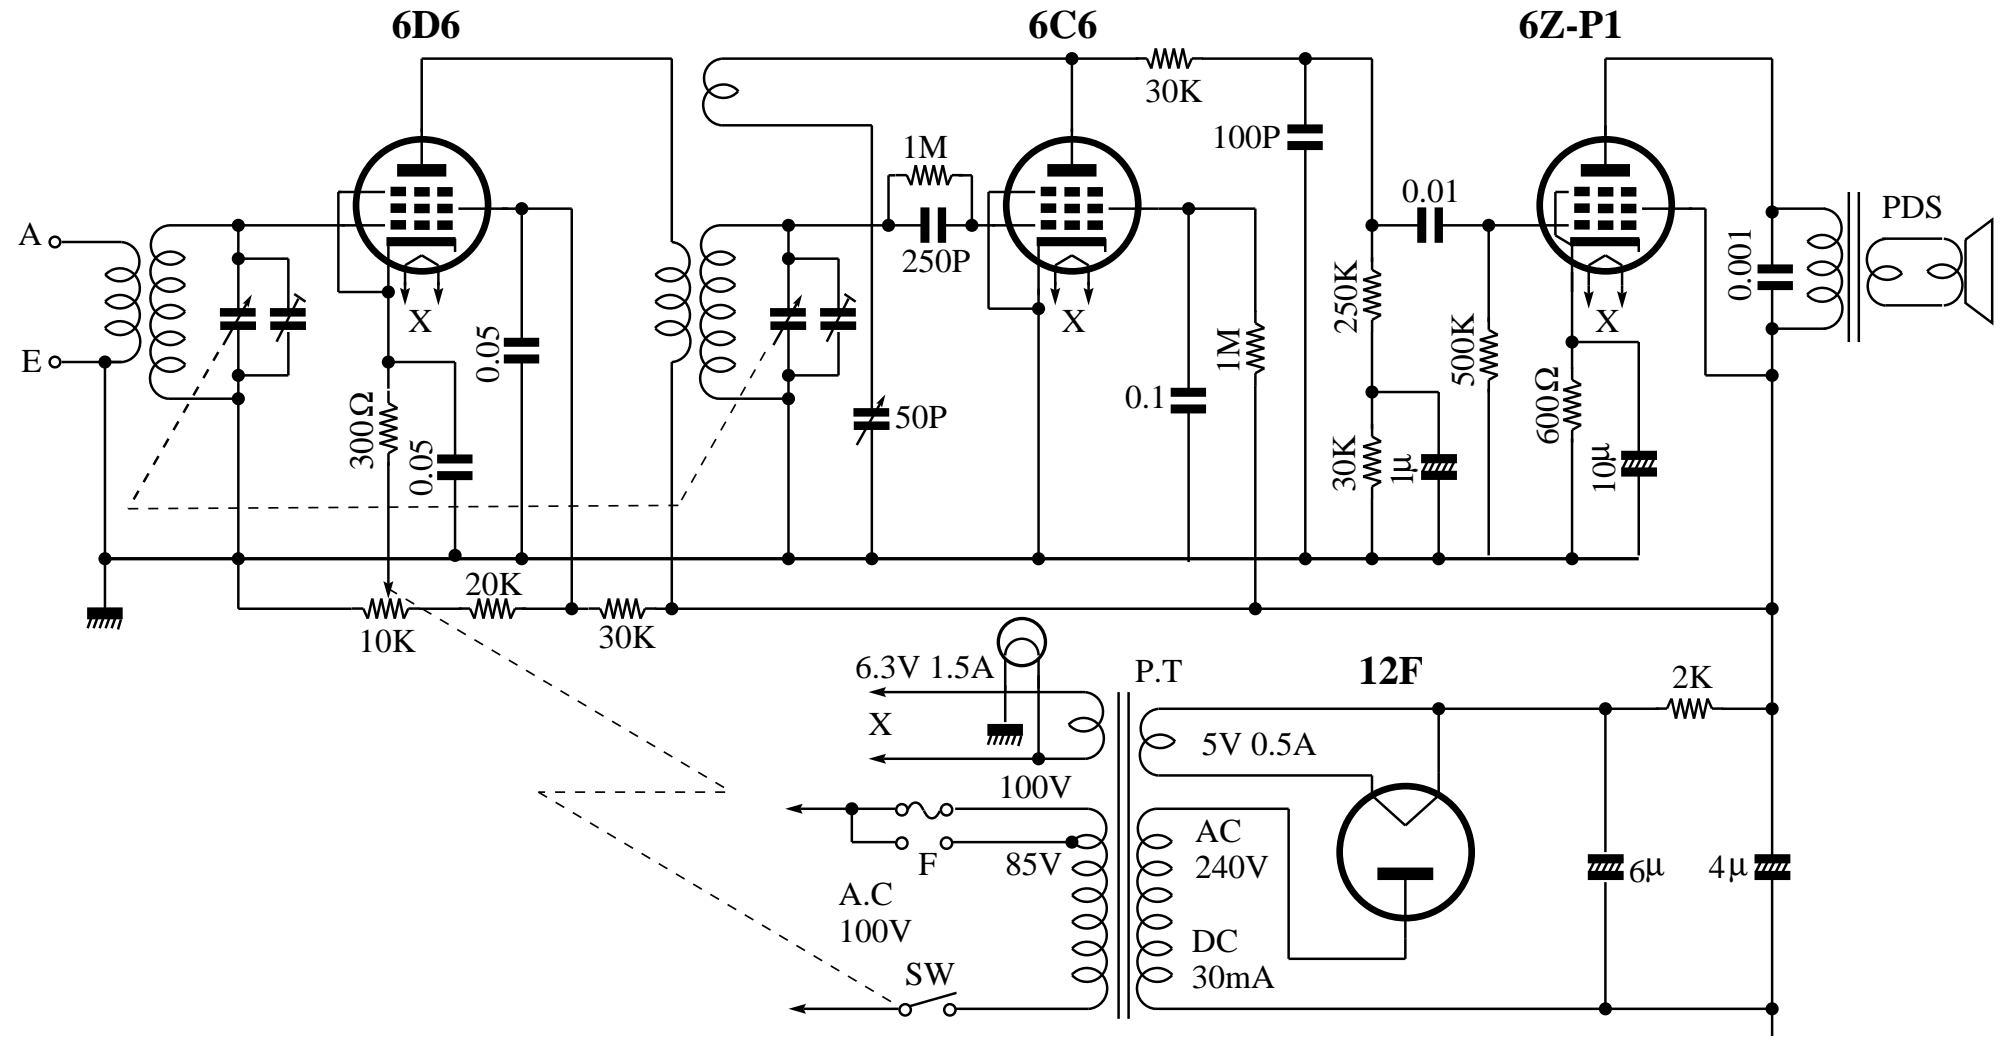 6D6
6C6
6Z-P1
30K
100P
1M
0.01
PDS
A
250P
0.001
E
X
X
X
0.05
250K
1M
500K
300Ω
0.05
50P
0.1
30K
1μ
600Ω
10μ
20K
10K
30K
6.3V 1.5A
P.T
12F
2K
X
5V 0.5A
100V
AC
240V
F
85V
6μ
4μ
A.C
100V
DC
30mA
SW